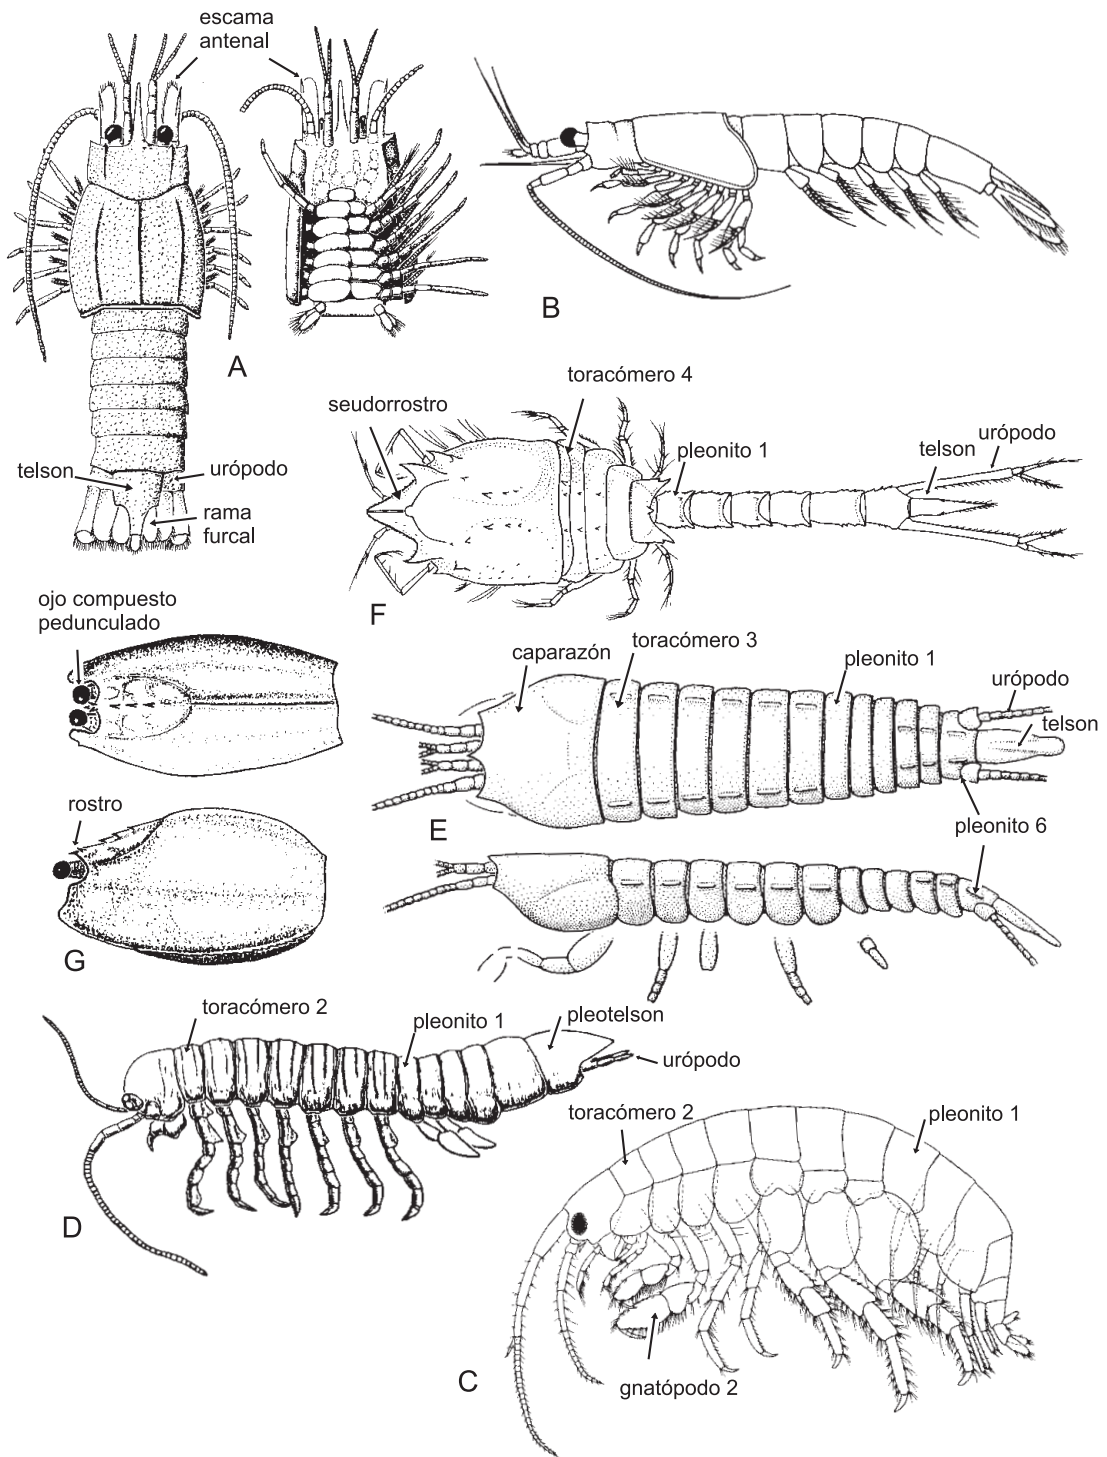 escama
antenal
A
B
telson
urópodo
rama
furcal
toracómero 4
seudorrostro
pleonito 1
telson
urópodo
F
ojo compuesto
pedunculado
rostro
G
caparazón
toracómero 3
pleonito 1
urópodo
telson
E
pleonito 6
toracómero 2
pleonito 1
pleotelson
urópodo
D
toracómero 2
pleonito 1
C
gnatópodo 2